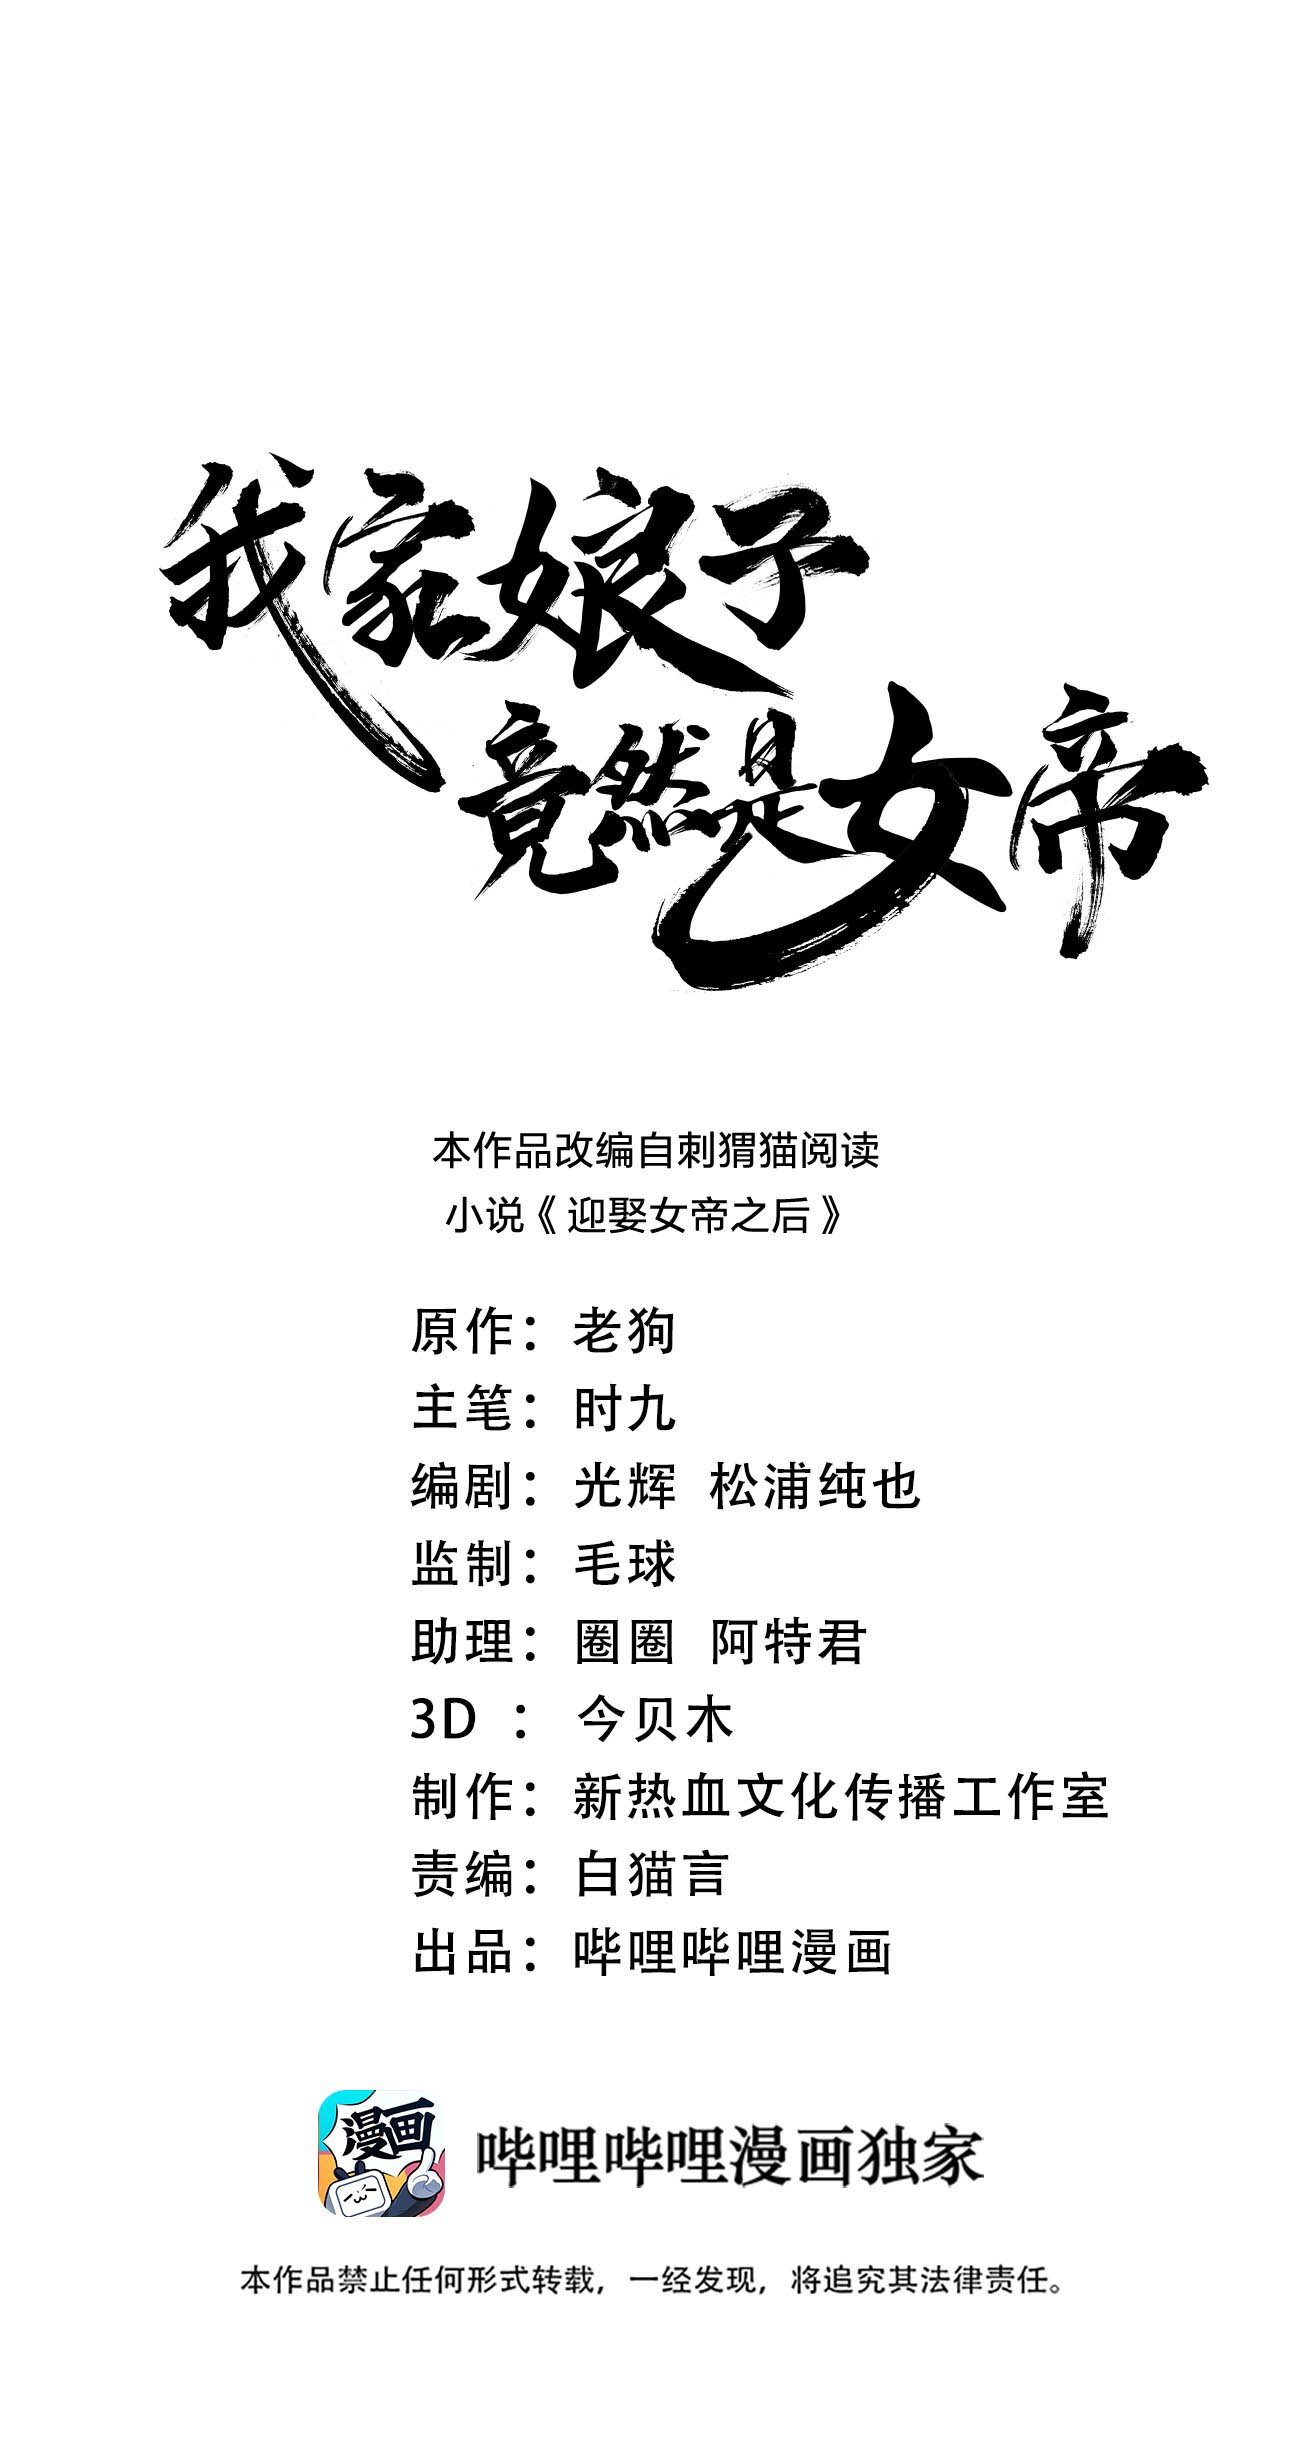 我家娘子
竟然是女帝
本作品改编自刺猬猫阅读
小说《迎娶女帝之后》
原作：老狗
主笔：时九
编剧：光辉 松浦纯也
监制：毛球
助理：圈圈 阿特君
3D ：今贝木
制作：新热血文化传播工作室
责编：白猫言
出品：哔哩哔哩漫画
漫画
哔哩哔哩漫画独家
本作品禁止任何形式转载，一经发现，将追究其法律责任。